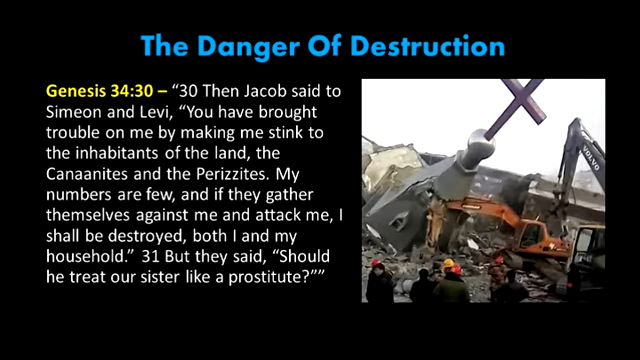 The Danger Of Destruction
Genesis 34:30 – “30 Then Jacob said to
Simeon and Levi, “You have brought
trouble on me by making me stink to
the inhabitants of the land, the
Canaanites and the Perizzites. My
numbers are few, and if they gather
themselves against me and attack me, I
shall be destroyed, both I and my
household.” 31 But they said, “Should
he treat our sister like a prostitute?””
VOLVO